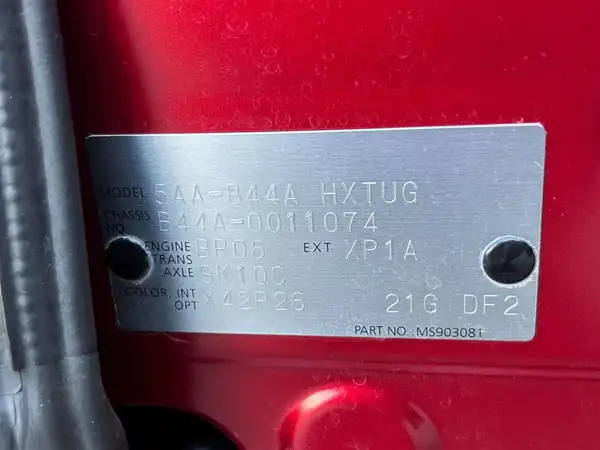 MODEL 5AA-B44A HXTUG
CHASSIS NO. B44A-0011074
ENGINE BR06 EXT XP1A
TRANS AXLE 5K10C
COLOR, INT OPT X42P26 21G DF2
PART NO.:MS903081